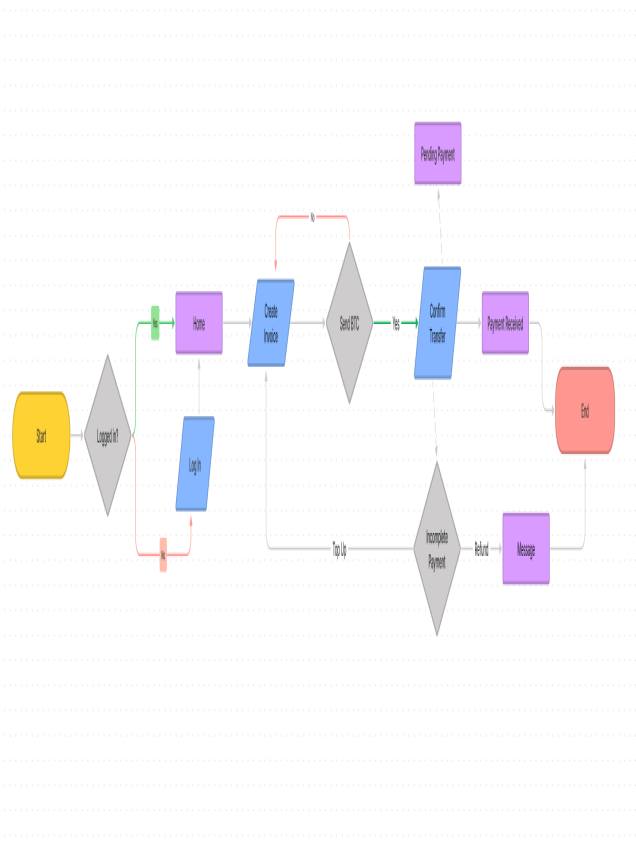 Pending Payment
No
Create
Invoice
Send BTC
Yes
Confirm
Transfer
Payment Received
Yes
Home
Start
Logged in?
Log In
End
No
Top Up
Incomplete
Payment
Refund
Message